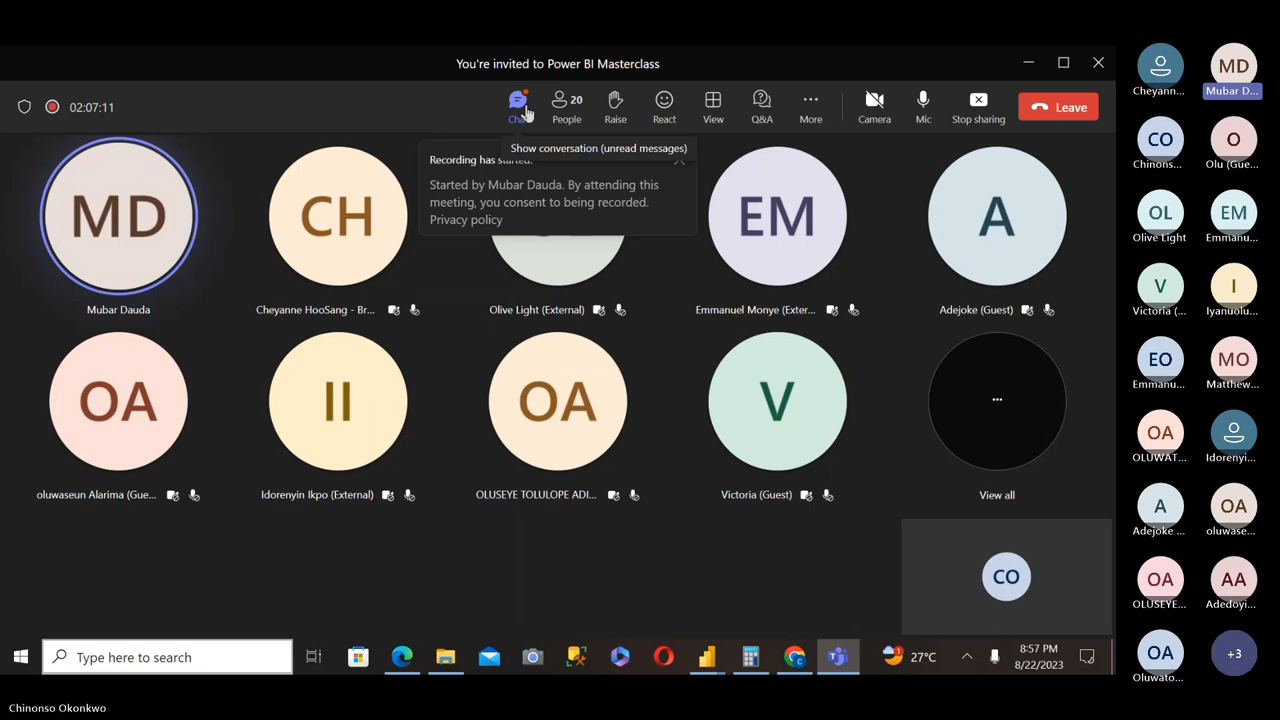 You're invited to Power BI Masterclass
02:07:11
Chat
20
People
Raise
React
View
Q&A
More
Camera
Mic
Stop sharing
Leave
Show conversation (unread messages)
Recording has started.
Started by Mubar Dauda. By attending this
meeting, you consent to being recorded.
Privacy policy
MD
CH
EM
A
Mubar Dauda
Cheyanne HooSang - Br...
Olive Light (External)
Emmanuel Monye (Exter...
Adejoke (Guest)
OA
II
OA
V
...
oluwaseun Alarima (Gue...
Idorenyin Ikpo (External)
OLUSEYE TOLULOPE ADI...
Victoria (Guest)
View all
CO
Type here to search
27°C
8:57 PM
8/22/2023
MD
Cheyann...
Mubar D...
CO
O
Chinons...
Olu (Gue...
OL
EM
Olive Light
Emmanu...
V
I
Victoria (...
Iyanuolu...
EO
MO
Emmanu...
Matthew...
OA
OLUWAT...
Idorenyi...
A
OA
Adejoke ...
oluwase...
OA
AA
OLUSEYE...
Adedoyi...
OA
+3
Oluwato...
Chinonso Okonkwo